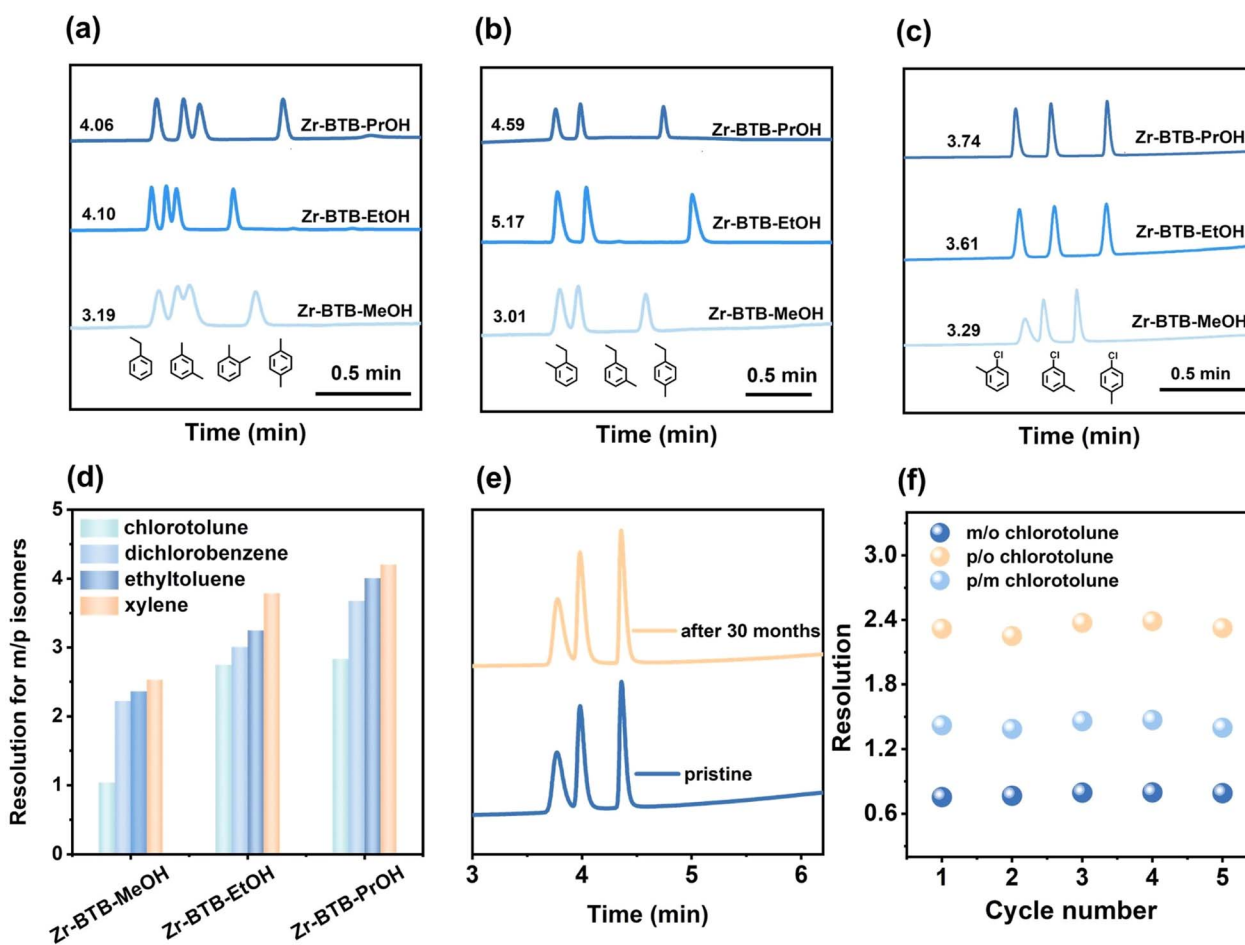 (a)
4.06
Zr-BTB-PrOH
4.10
Zr-BTB-EtOH
3.19
Zr-BTB-MeOH
0.5 min
Time (min)
(b)
4.59
Zr-BTB-PrOH
5.17
Zr-BTB-EtOH
3.01
Zr-BTB-MeOH
0.5 min
Time (min)
(c)
3.74
Zr-BTB-PrOH
3.61
Zr-BTB-EtOH
3.29
Zr-BTB-MeOH
Cl
Cl
Cl
0.5 min
Time (min)
(d)
Resolution for m/p isomers
5
4
3
2
1
0
chlorotolune
dichlorobenzene
ethyltoluene
xylene
Zr-BTB-MeOH
Zr-BTB-EtOH
Zr-BTB-PrOH
(e)
after 30 months
pristine
3 4 5 6
Time (min)
(f)
Resolution
3.0
2.4
1.8
1.2
0.6
m/o chlorotolune
p/o chlorotolune
p/m chlorotolune
1 2 3 4 5
Cycle number